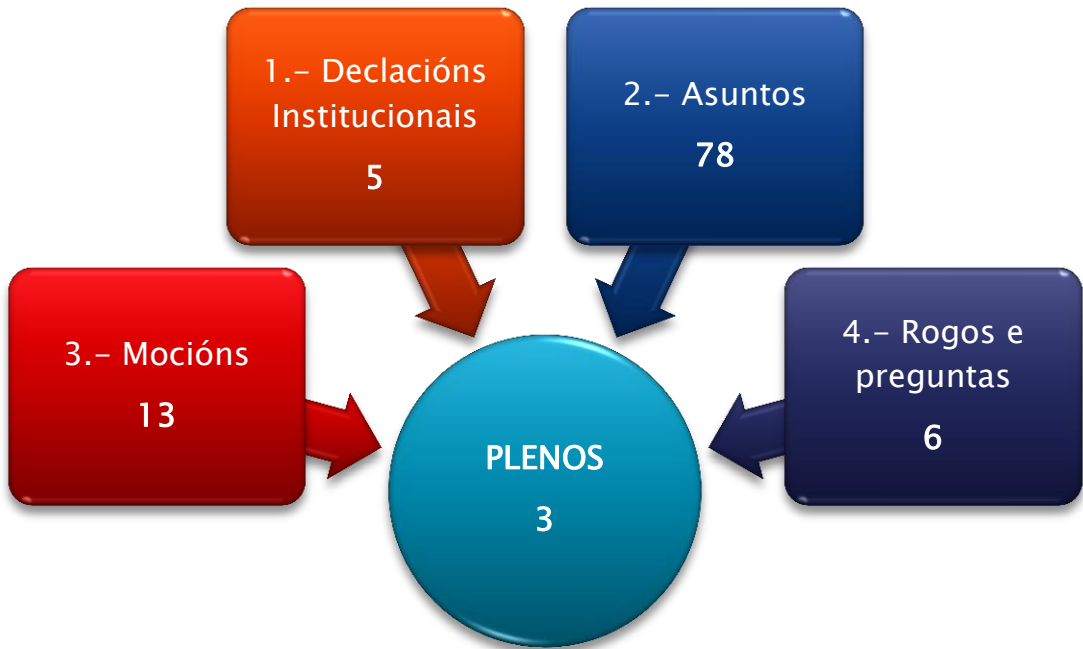 1.– Declacións
Institucionais
5
2.– Asuntos
78
3.– Mocións
13
4.– Rogos e
preguntas
6
PLENOS
3